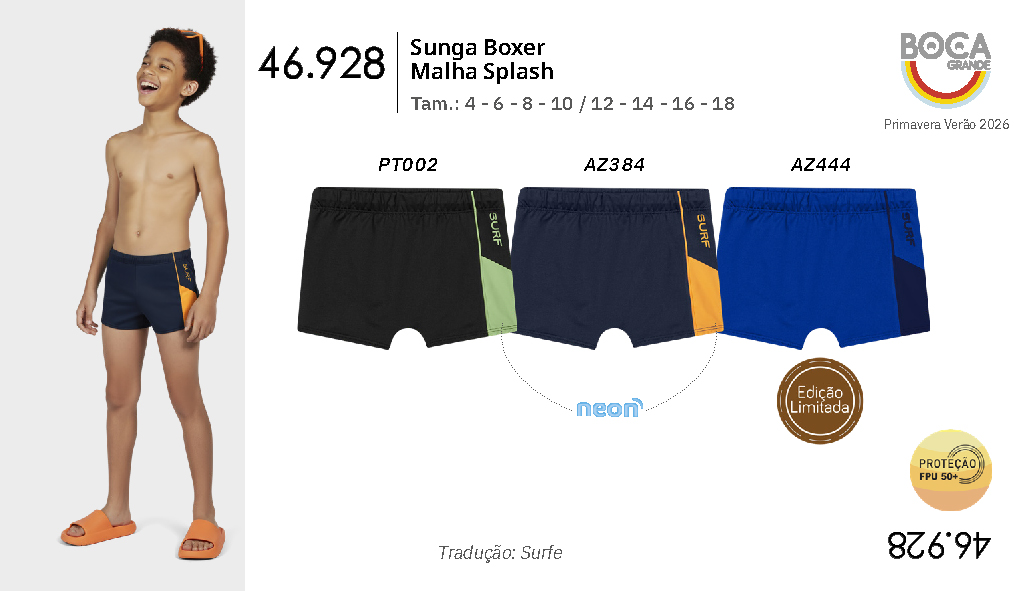 46.928
Sunga Boxer
Malha Splash
Tam.: 4 - 6 - 8 - 10 / 12 - 14 - 16 - 18
BOCA
GRANDE
Primavera Verão 2026
PT002
AZ384
AZ444
SURF
SURF
SURF
SURF
neon
Edição
Limitada
PROTEÇÃO
FPU 50+
46.928
Tradução: Surfe